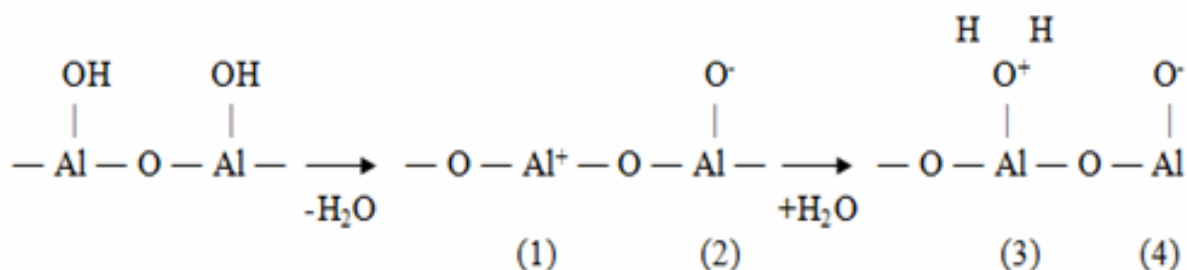 H H
OH OH O⁻ O⁺ O⁻
— Al — O — Al — → — O — Al⁺ — O — Al — → — O — Al — O — Al
-H₂O +H₂O
(1) (2) (3) (4)